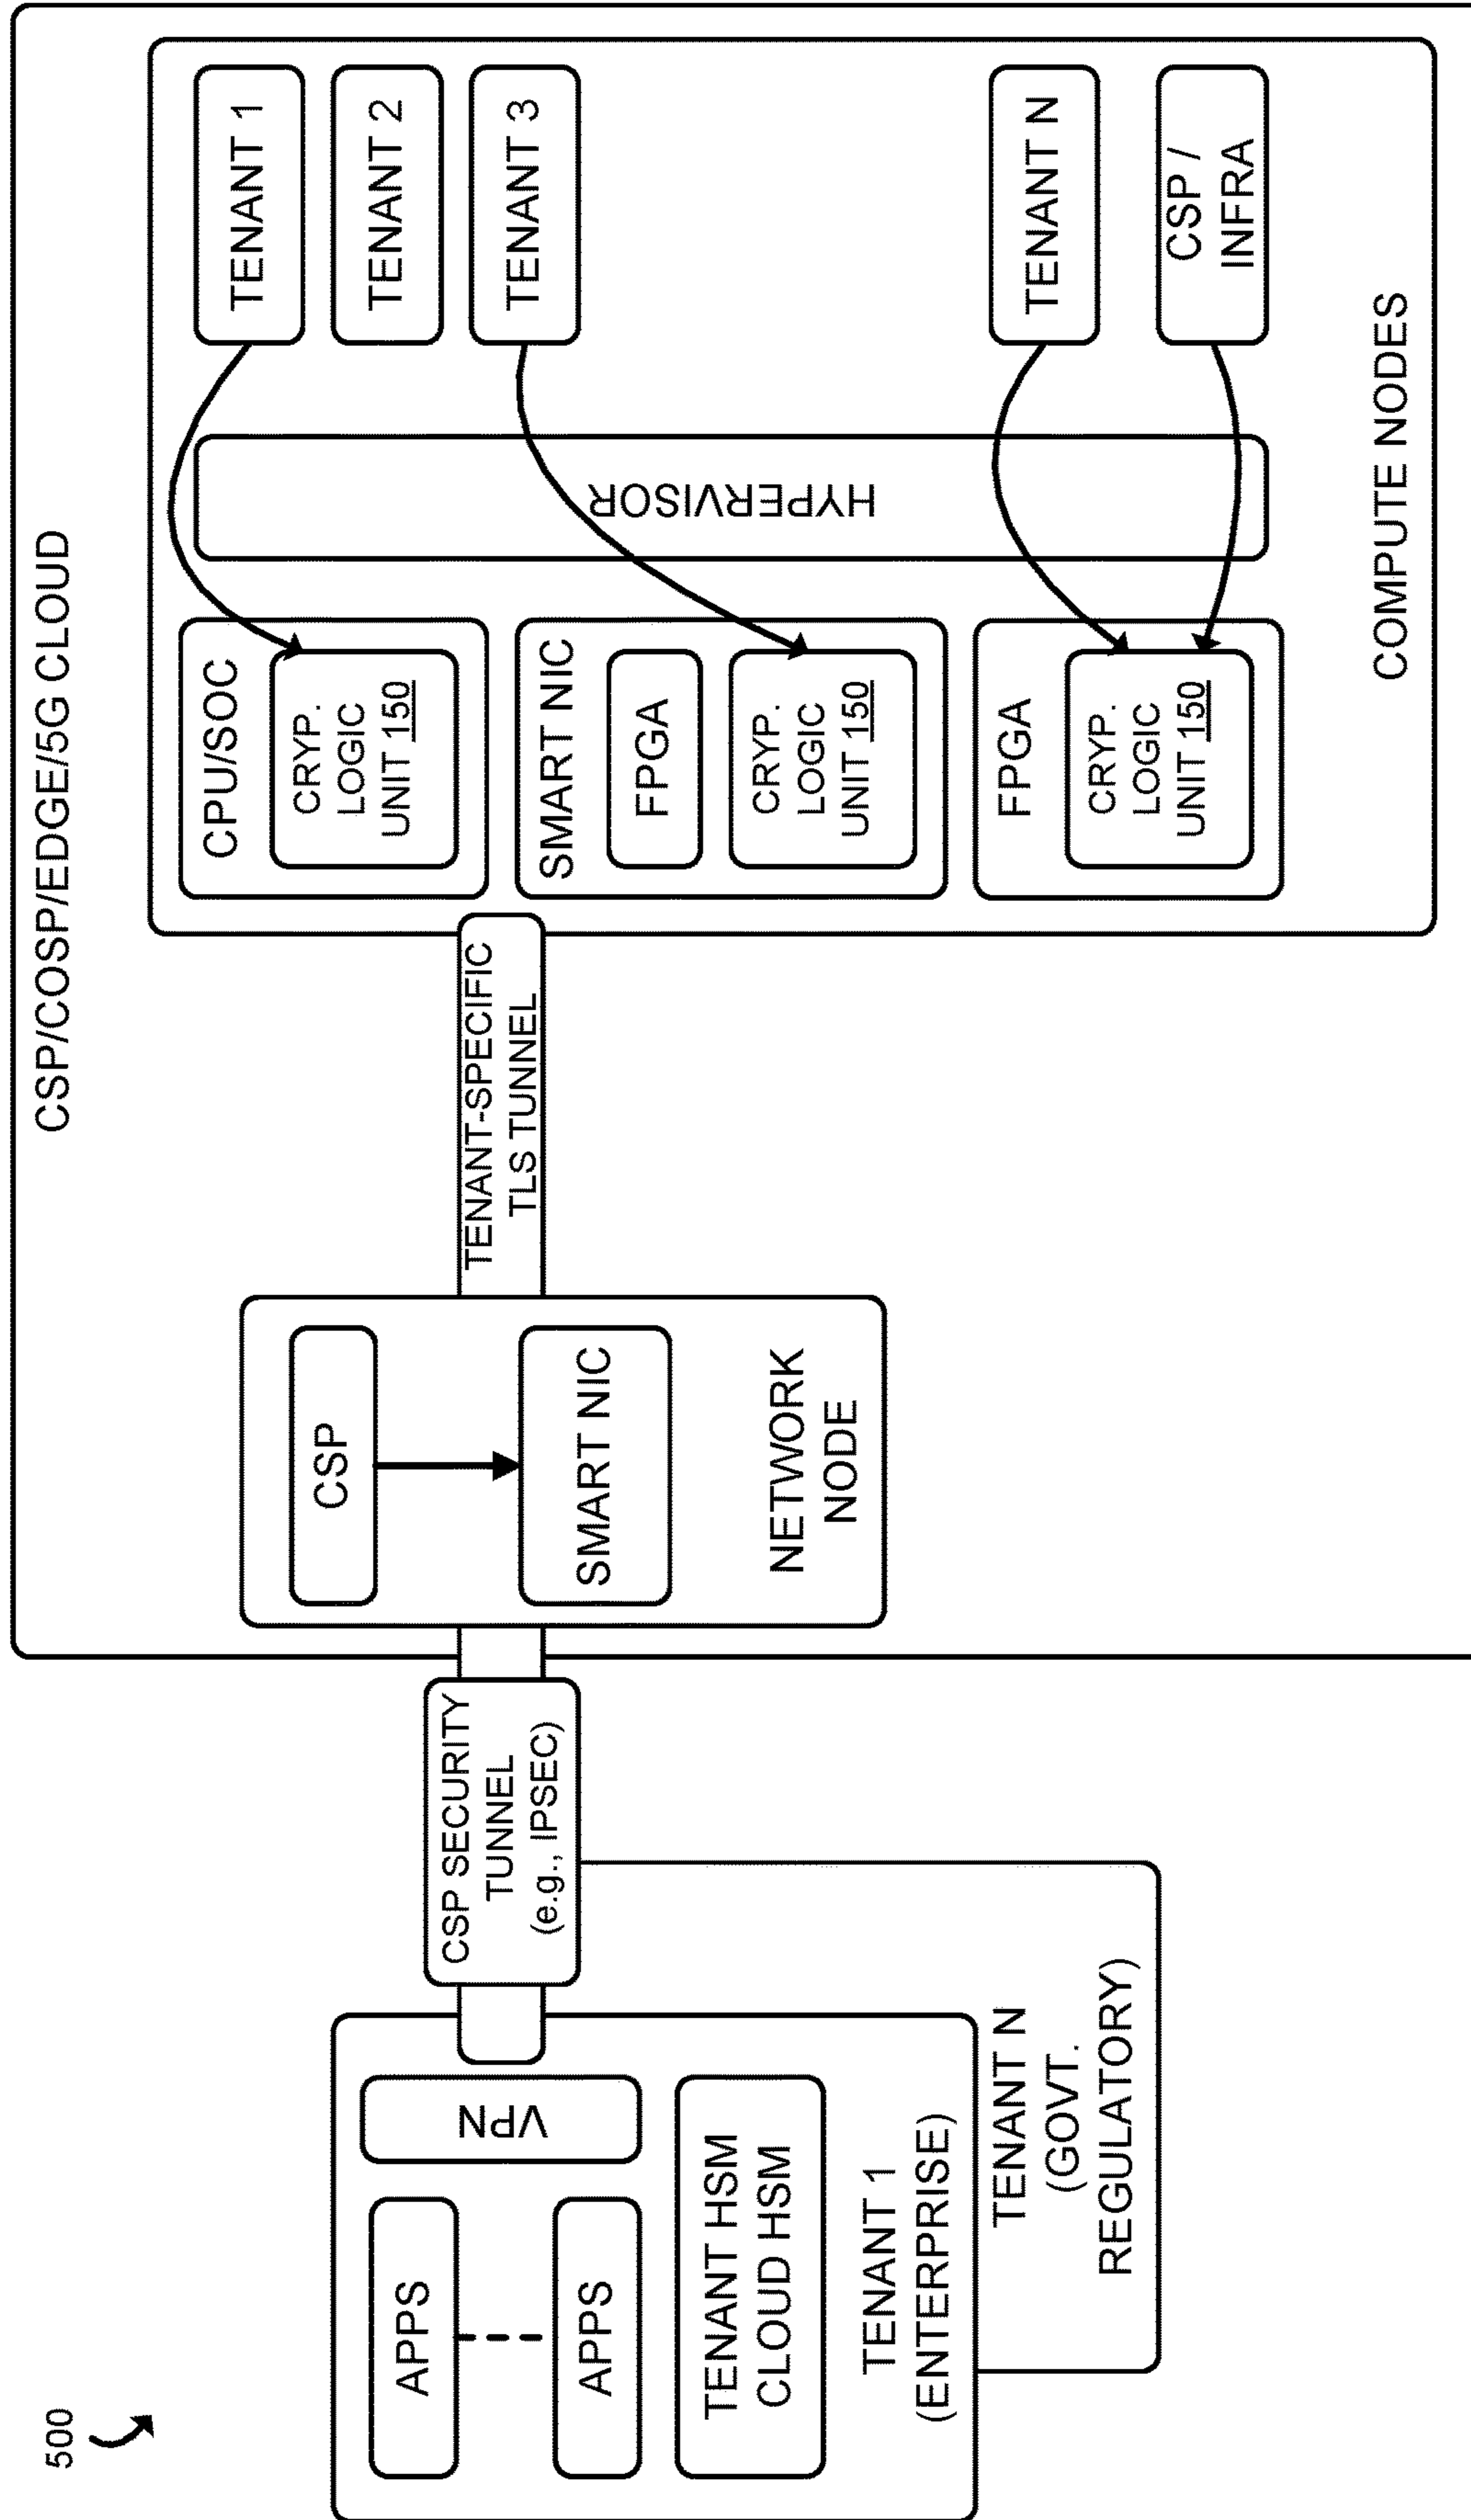 500
CSP/COSP/EDGE/5G CLOUD
APPS
APPS
VPN
TENANT HSM
CLOUD HSM
TENANT 1
(ENTERPRISE)
TENANT N
(GOVT.
REGULATORY)
CSP SECURITY
TUNNEL
(e.g., IPSEC)
CSP
SMART NIC
NETWORK
NODE
TENANT-SPECIFIC
TLS TUNNEL
CPU/SOC
CRYP.
LOGIC
UNIT 150
SMART NIC
FPGA
CRYP.
LOGIC
UNIT 150
FPGA
CRYP.
LOGIC
UNIT 150
HYPERVISOR
TENANT 1
TENANT 2
TENANT 3
TENANT N
CSP /
INFRA
COMPUTE NODES